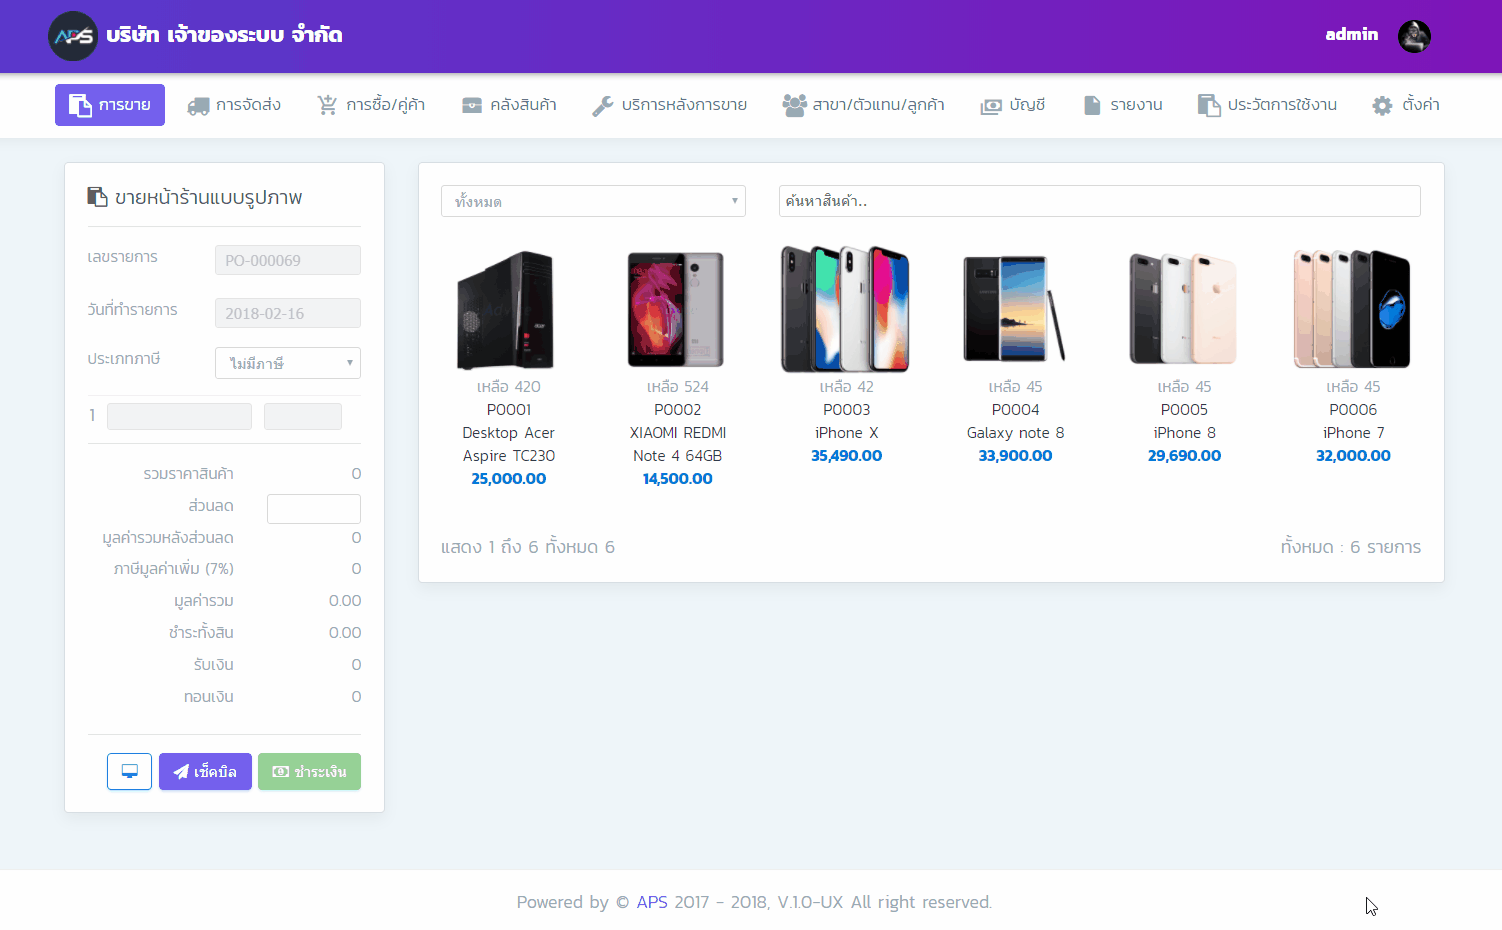 APS บริษัท เจ้าของระบบ จำกัด
admin
การขาย การจัดส่ง การซื้อ/คู่ค้า คลังสินค้า บริการหลังการขาย สาขา/ตัวแทน/ลูกค้า บัญชี รายงาน ประวัติการใช้งาน ตั้งค่า
ขายหน้าร้านแบบรูปภาพ
เลขรายการ PO-000069
วันที่ทำรายการ 2018-02-16
ประเภทภาษี ไม่มีภาษี
1
รวมราคาสินค้า 0
ส่วนลด
มูลค่ารวมหลังส่วนลด 0
ภาษีมูลค่าเพิ่ม (7%) 0
มูลค่ารวม 0.00
ชำระทั้งสิน 0.00
รับเงิน 0
ทอนเงิน 0
เช็คบิล ชำระเงิน
ทั้งหมด ค้นหาสินค้า..
เหลือ 420
P0001
Desktop Acer
Aspire TC230
25,000.00
เหลือ 524
P0002
XIAOMI REDMI
Note 4 64GB
14,500.00
เหลือ 42
P0003
iPhone X
35,490.00
เหลือ 45
P0004
Galaxy note 8
33,900.00
เหลือ 45
P0005
iPhone 8
29,690.00
เหลือ 45
P0006
iPhone 7
32,000.00
แสดง 1 ถึง 6 ทั้งหมด 6
ทั้งหมด : 6 รายการ
Powered by © APS 2017 - 2018, V.1.0-UX All right reserved.